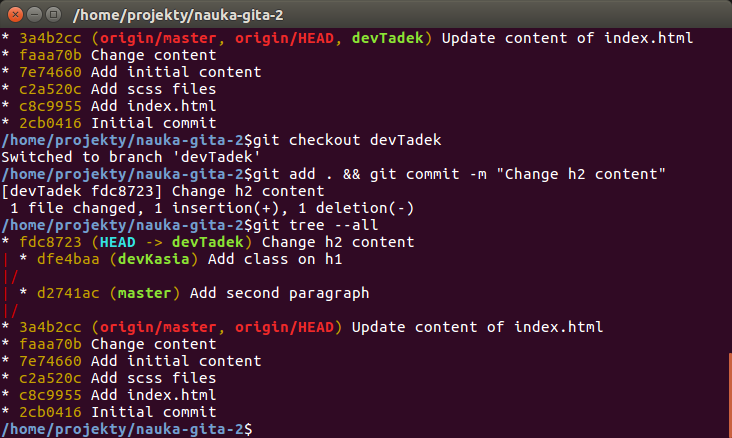 /home/projekty/nauka-gita-2
* 3a4b2cc (origin/master, origin/HEAD, devTadek) Update content of index.html
* faaa70b Change content
* 7e74660 Add initial content
* c2a520c Add scss files
* c8c9955 Add index.html
* 2cb0416 Initial commit
/home/projekty/nauka-gita-2$git checkout devTadek
Switched to branch 'devTadek'
/home/projekty/nauka-gita-2$git add . && git commit -m "Change h2 content"
[devTadek fdc8723] Change h2 content
 1 file changed, 1 insertion(+), 1 deletion(-)
/home/projekty/nauka-gita-2$git tree --all
* fdc8723 (HEAD -> devTadek) Change h2 content
| * dfe4baa (devKasia) Add class on h1
|/
| * d2741ac (master) Add second paragraph
|/
* 3a4b2cc (origin/master, origin/HEAD) Update content of index.html
* faaa70b Change content
* 7e74660 Add initial content
* c2a520c Add scss files
* c8c9955 Add index.html
* 2cb0416 Initial commit
/home/projekty/nauka-gita-2$